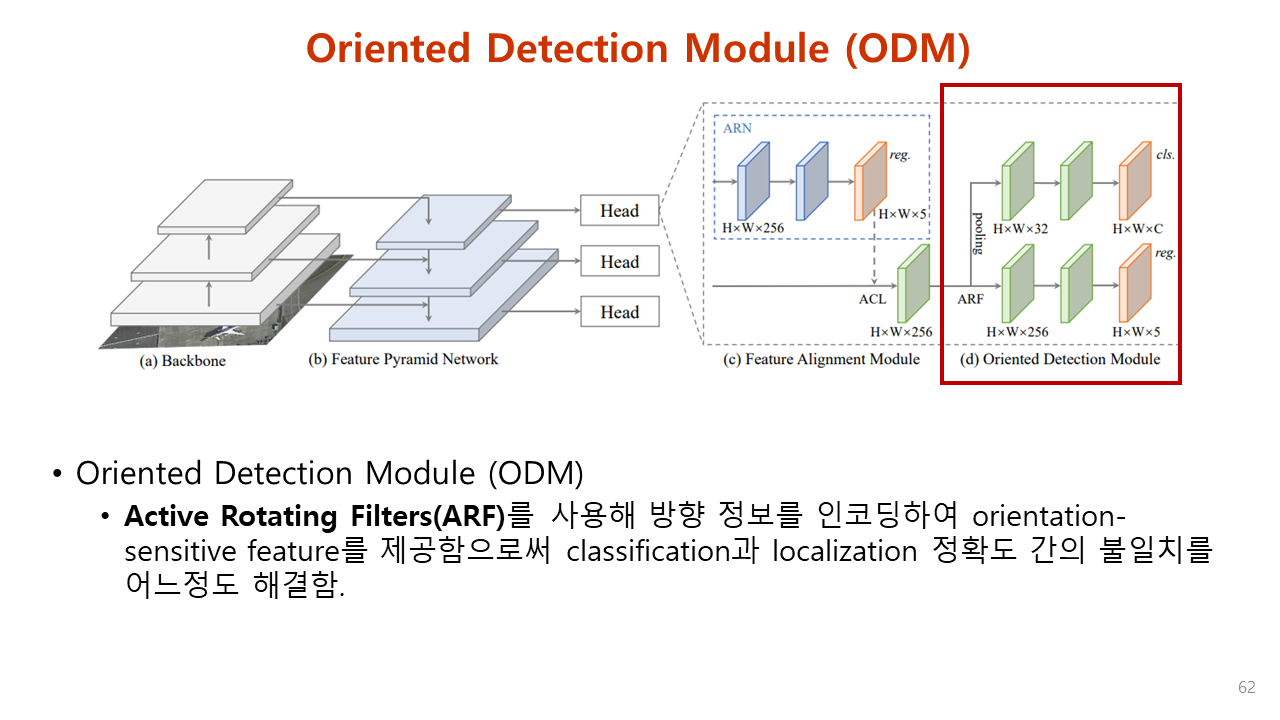 Oriented Detection Module (ODM)
ARN
reg.
H×W×5
H×W×256
cls.
pooling
H×W×32
H×W×C
reg.
Head
Head
Head
ACL
H×W×256
ARF
H×W×256
H×W×5
(a) Backbone
(b) Feature Pyramid Network
(c) Feature Alignment Module
(d) Oriented Detection Module
• Oriented Detection Module (ODM)
• Active Rotating Filters(ARF)를 사용해 방향 정보를 인코딩하여 orientation-
sensitive feature를 제공함으로써 classification과 localization 정확도 간의 불일치를
어느정도 해결함.
62